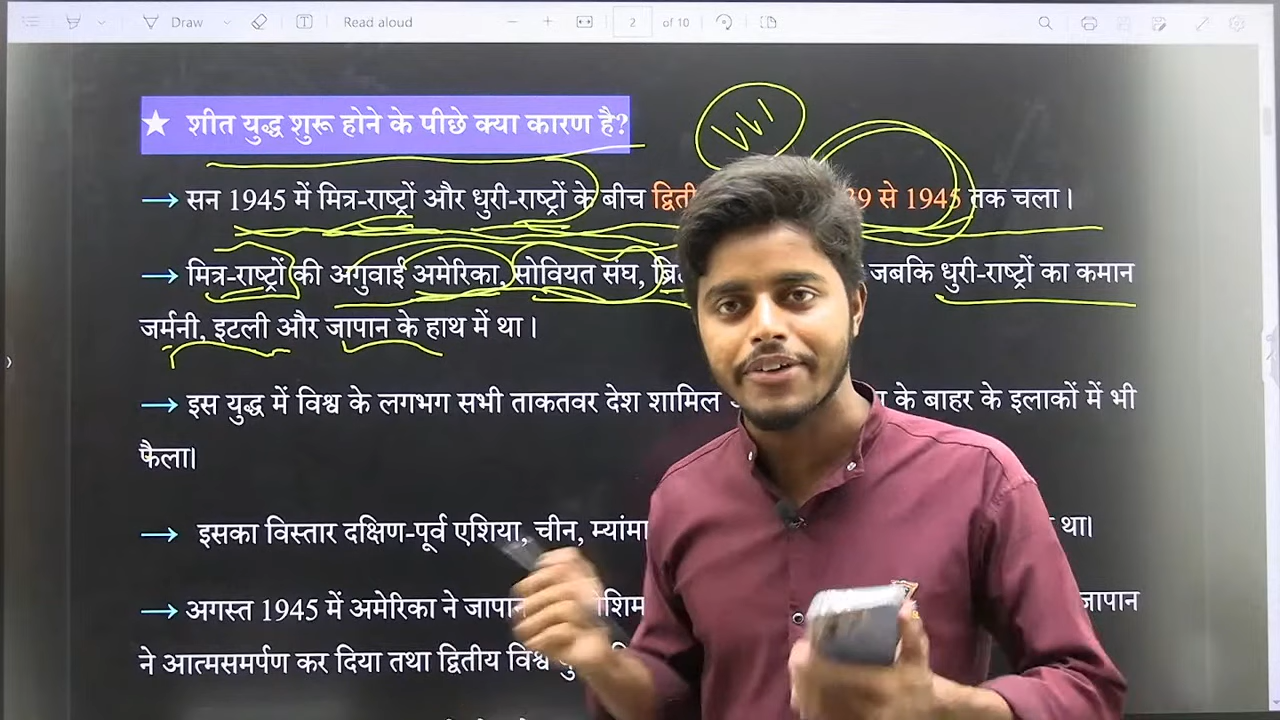 Draw
Read aloud
2 of 10
★ शीत युद्ध शुरू होने के पीछे क्या कारण है?
→ सन 1945 में मित्र-राष्ट्रों और धुरी-राष्ट्रों के बीच से 1945 तक चला।
→ मित्र-राष्ट्रों की अगुवाई अमेरिका, सोवियत संघ, जबकि धुरी-राष्ट्रों का कमान
जर्मनी, इटली और जापान के हाथ में था।
→ इस युद्ध में विश्व के लगभग सभी ताकतवर देश शामिल के बाहर के इलाकों में भी
फैला।
→ इसका विस्तार दक्षिण-पूर्व एशिया, चीन, था।
→ अगस्त 1945 में अमेरिका ने जापान जापान
ने आत्मसमर्पण कर दिया तथा द्वितीय विश्व